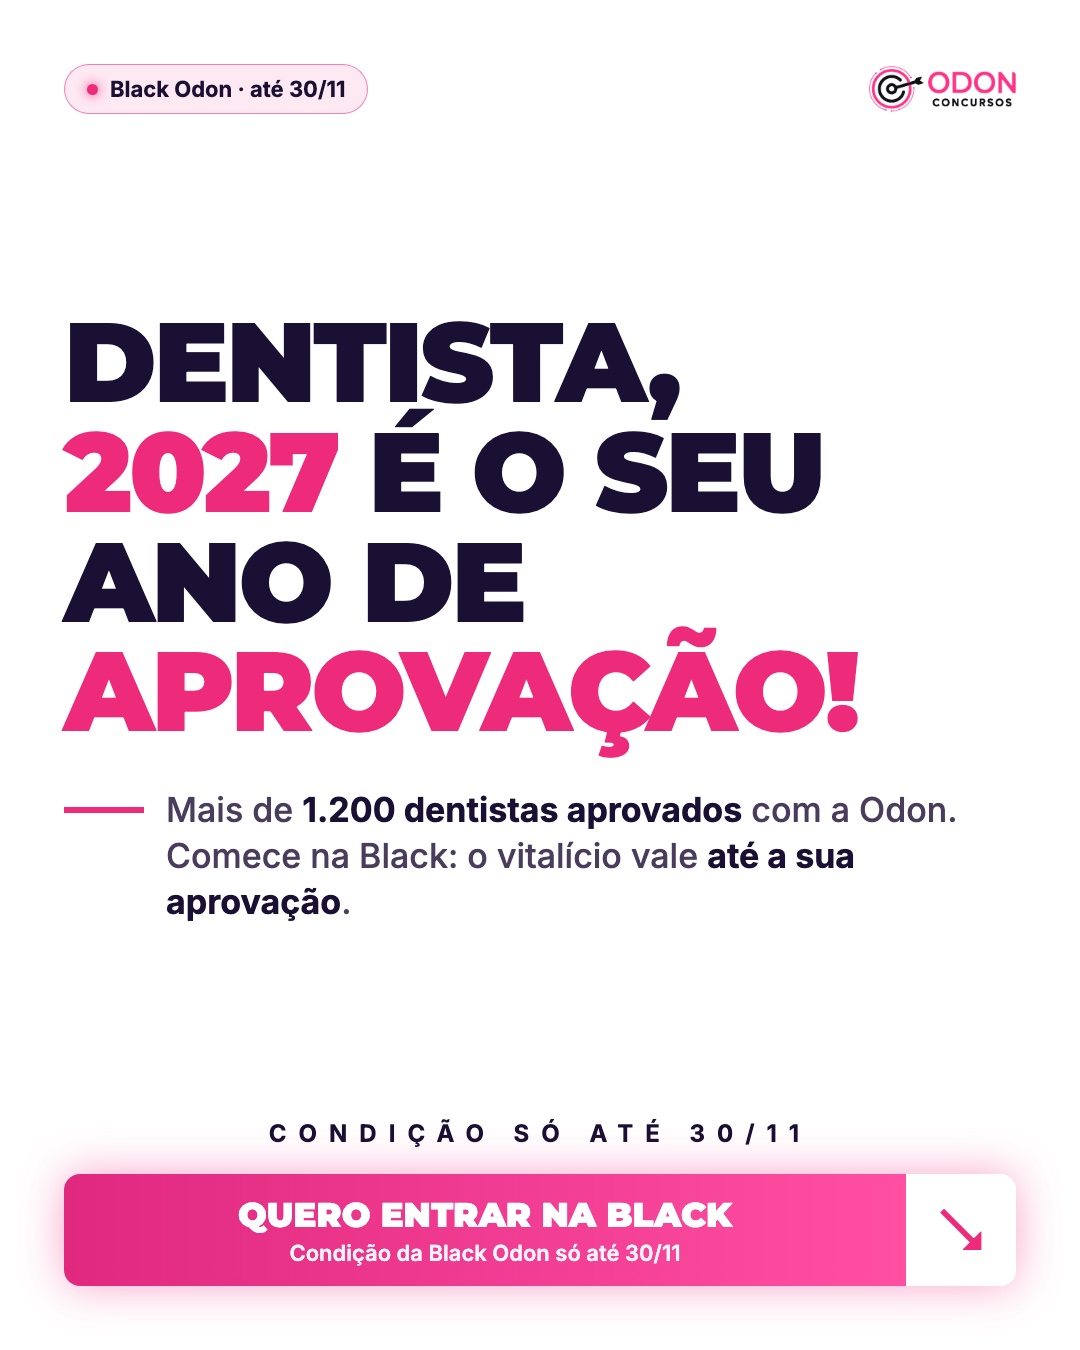 Black Odon · até 30/11
ODON
CONCURSOS
DENTISTA,
2027 É O SEU
ANO DE
APROVAÇÃO!
Mais de 1.200 dentistas aprovados com a Odon.
Comece na Black: o vitalício vale até a sua
aprovação.
CONDIÇÃO SÓ ATÉ 30/11
QUERO ENTRAR NA BLACK
Condição da Black Odon só até 30/11